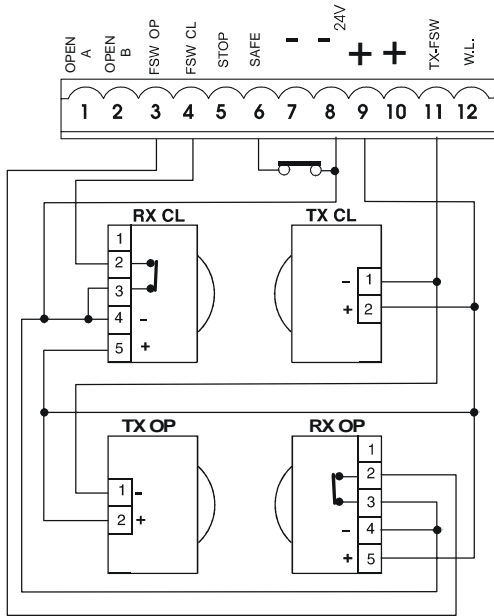 OPEN A
OPEN B
FSW OP
FSW CL
STOP
SAFE
-
-
24V
+
+
TX-FSW
W.L.
1 2 3 4 5 6 7 8 9 10 11 12
RX CL
1
2
3
4 -
5 +
TX CL
- 1
+ 2
TX OP
1 -
2 +
RX OP
1
2
3
- 4
+ 5